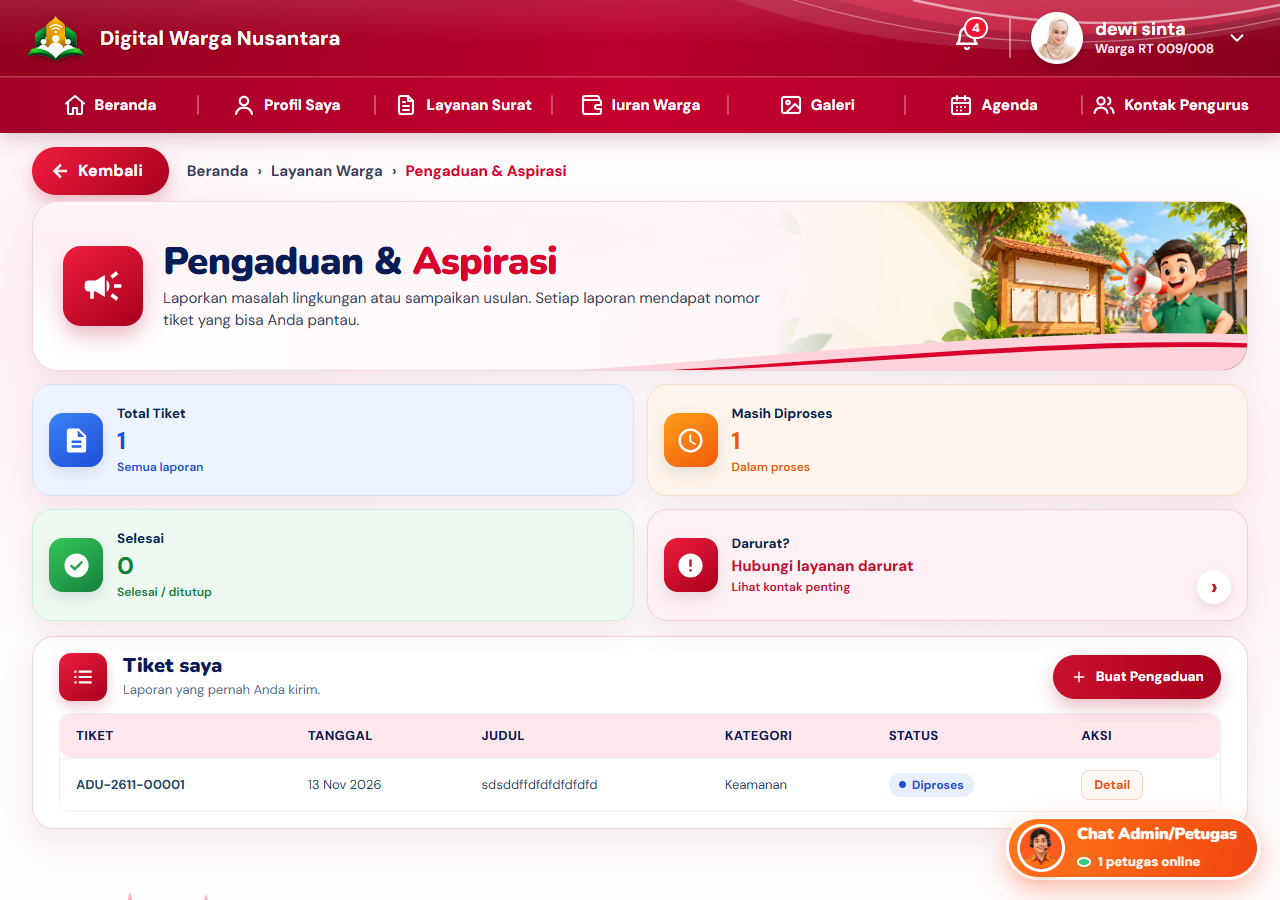 Digital Warga Nusantara
4
dewi sinta
Warga RT 009/008
Beranda
Profil Saya
Layanan Surat
Iuran Warga
Galeri
Agenda
Kontak Pengurus
← Kembali
Beranda › Layanan Warga › Pengaduan & Aspirasi
Pengaduan & Aspirasi
Laporkan masalah lingkungan atau sampaikan usulan. Setiap laporan mendapat nomor
tiket yang bisa Anda pantau.
Total Tiket
1
Semua laporan
Masih Diproses
1
Dalam proses
Selesai
0
Selesai / ditutup
Darurat?
Hubungi layanan darurat
Lihat kontak penting
›
Tiket saya
Laporan yang pernah Anda kirim.
+ Buat Pengaduan
TIKET TANGGAL JUDUL KATEGORI STATUS AKSI
ADU-2611-00001 13 Nov 2026 sdsddffdfdfdfdfdfd Keamanan Diproses Detail
Chat Admin/Petugas
1 petugas online